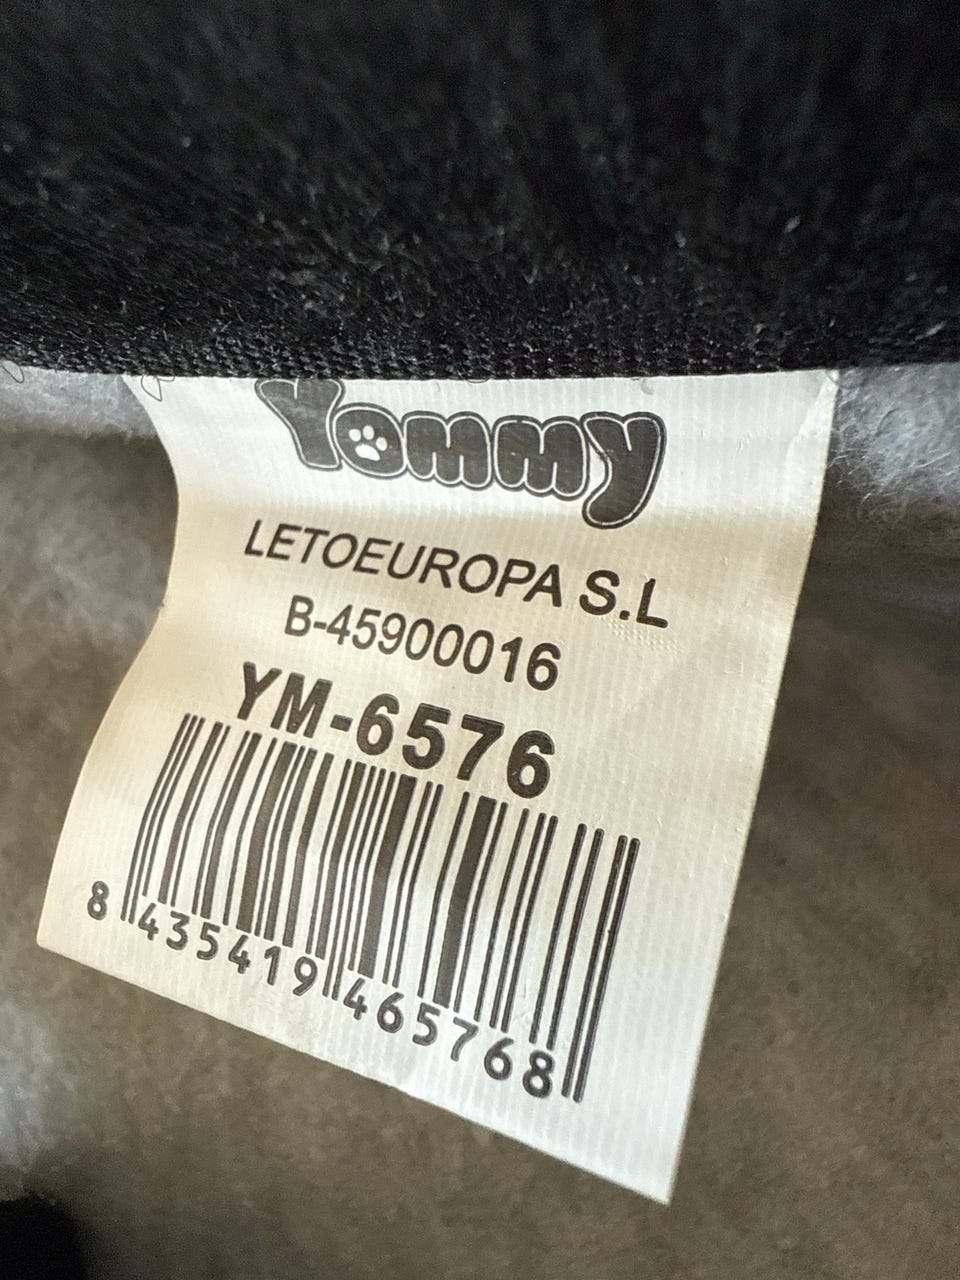 Yommy
LETOEUROPA S.L
B-45900016
YM-6576
8 435419 465768